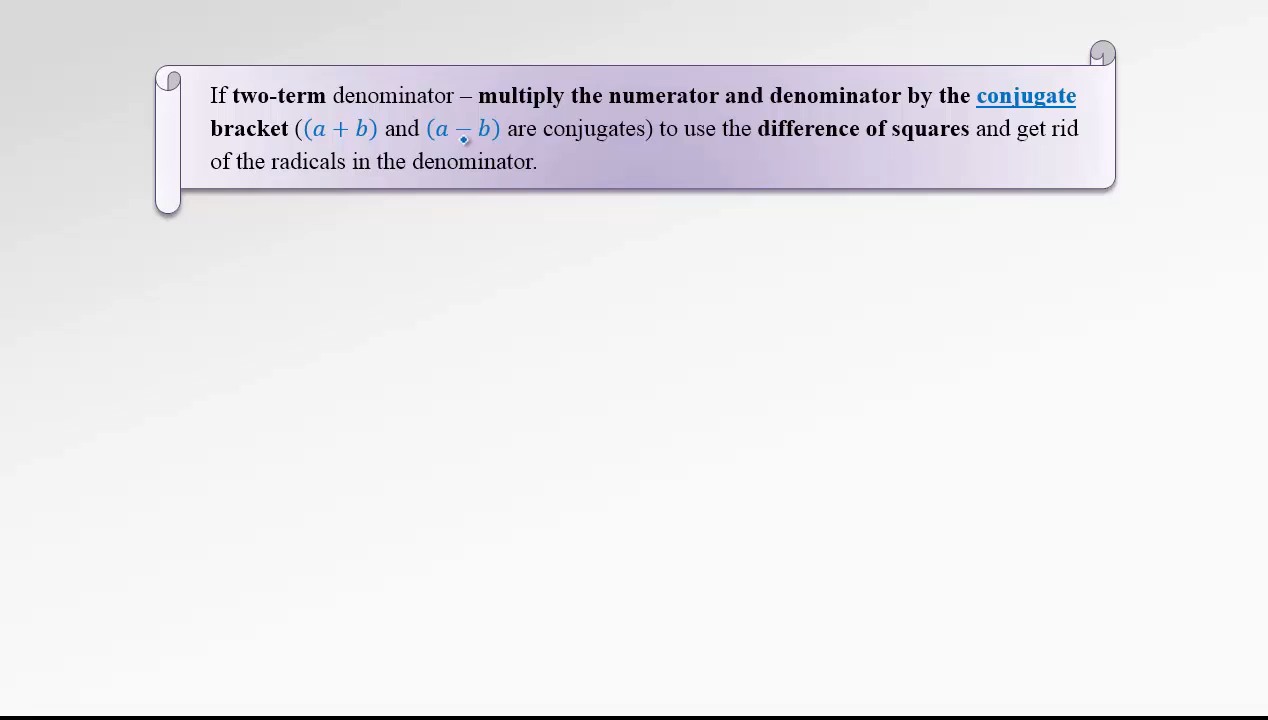 If two-term denominator – multiply the numerator and denominator by the conjugate
bracket ((a + b) and (a − b) are conjugates) to use the difference of squares and get rid
of the radicals in the denominator.